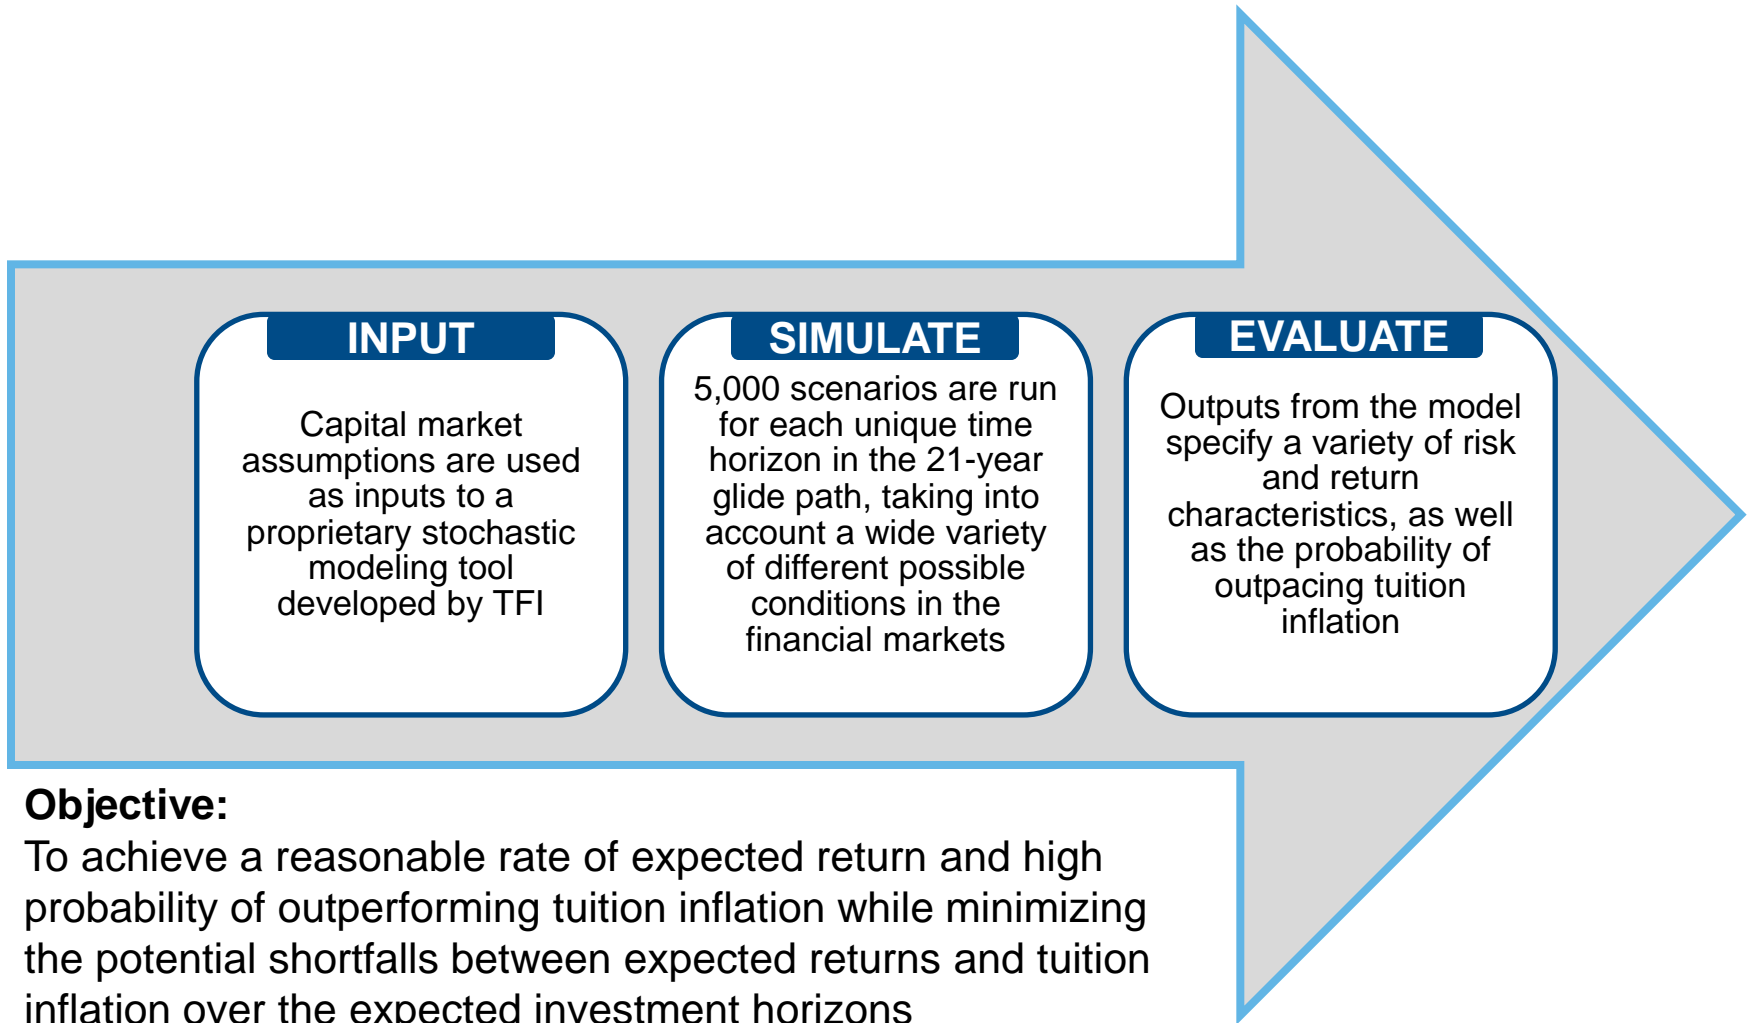 INPUT
Capital market
assumptions are used
as inputs to a
proprietary stochastic
modeling tool
developed by TFI
SIMULATE
5,000 scenarios are run
for each unique time
horizon in the 21-year
glide path, taking into
account a wide variety
of different possible
conditions in the
financial markets
EVALUATE
Outputs from the model
specify a variety of risk
and return
characteristics, as well
as the probability of
outpacing tuition
inflation
Objective:
To achieve a reasonable rate of expected return and high
probability of outperforming tuition inflation while minimizing
the potential shortfalls between expected returns and tuition
inflation over the expected investment horizons